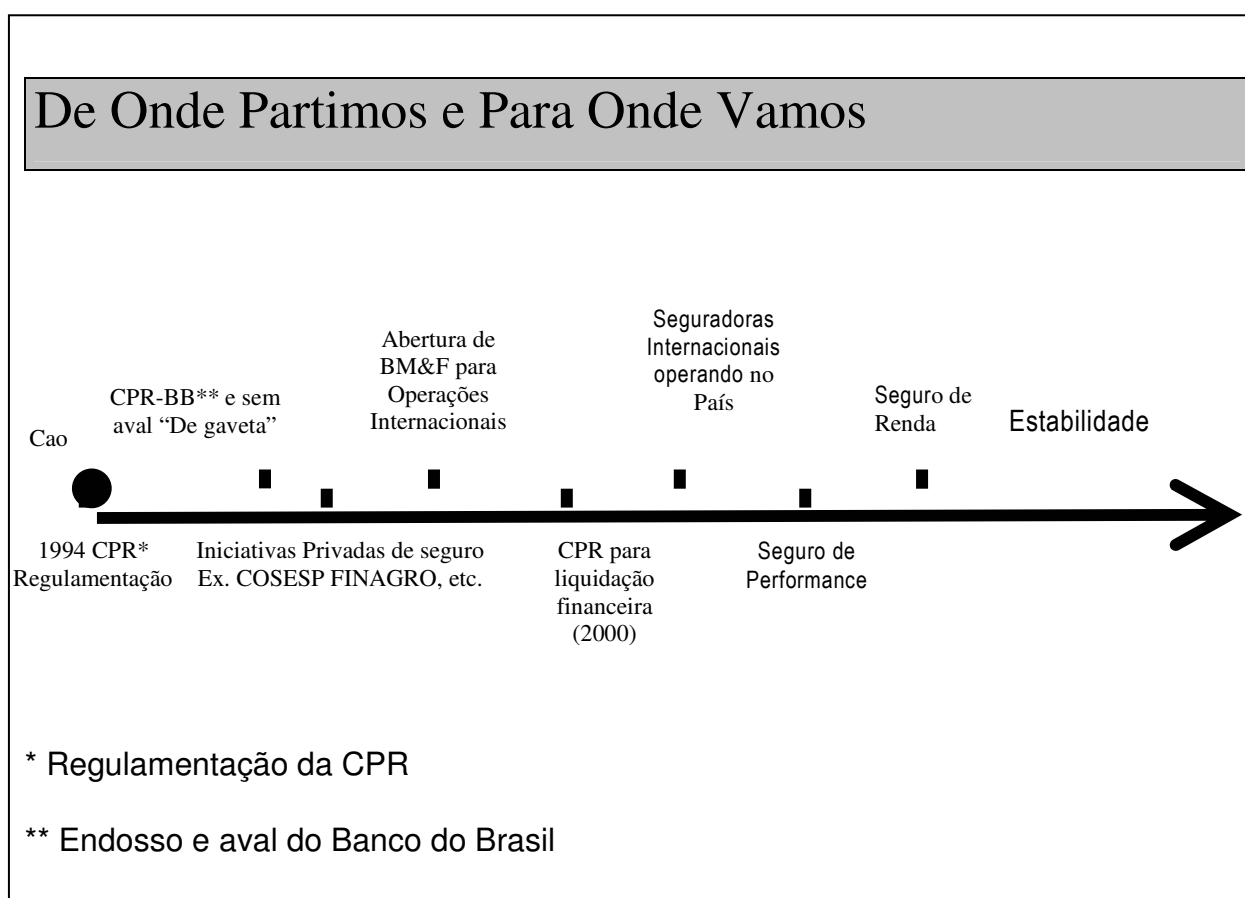 De Onde Partimos e Para Onde Vamos
Cao
CPR-BB** e sem
aval “De gaveta”
Abertura de
BM&F para
Operações
Internacionais
Seguradoras
Internacionais
operando no
País
Seguro de
Renda
Estabilidade
1994 CPR*
Regulamentação
Iniciativas Privadas de seguro
Ex. COSESP FINAGRO, etc.
CPR para
liquidação
financeira
(2000)
Seguro de
Performance
* Regulamentação da CPR
** Endosso e aval do Banco do Brasil